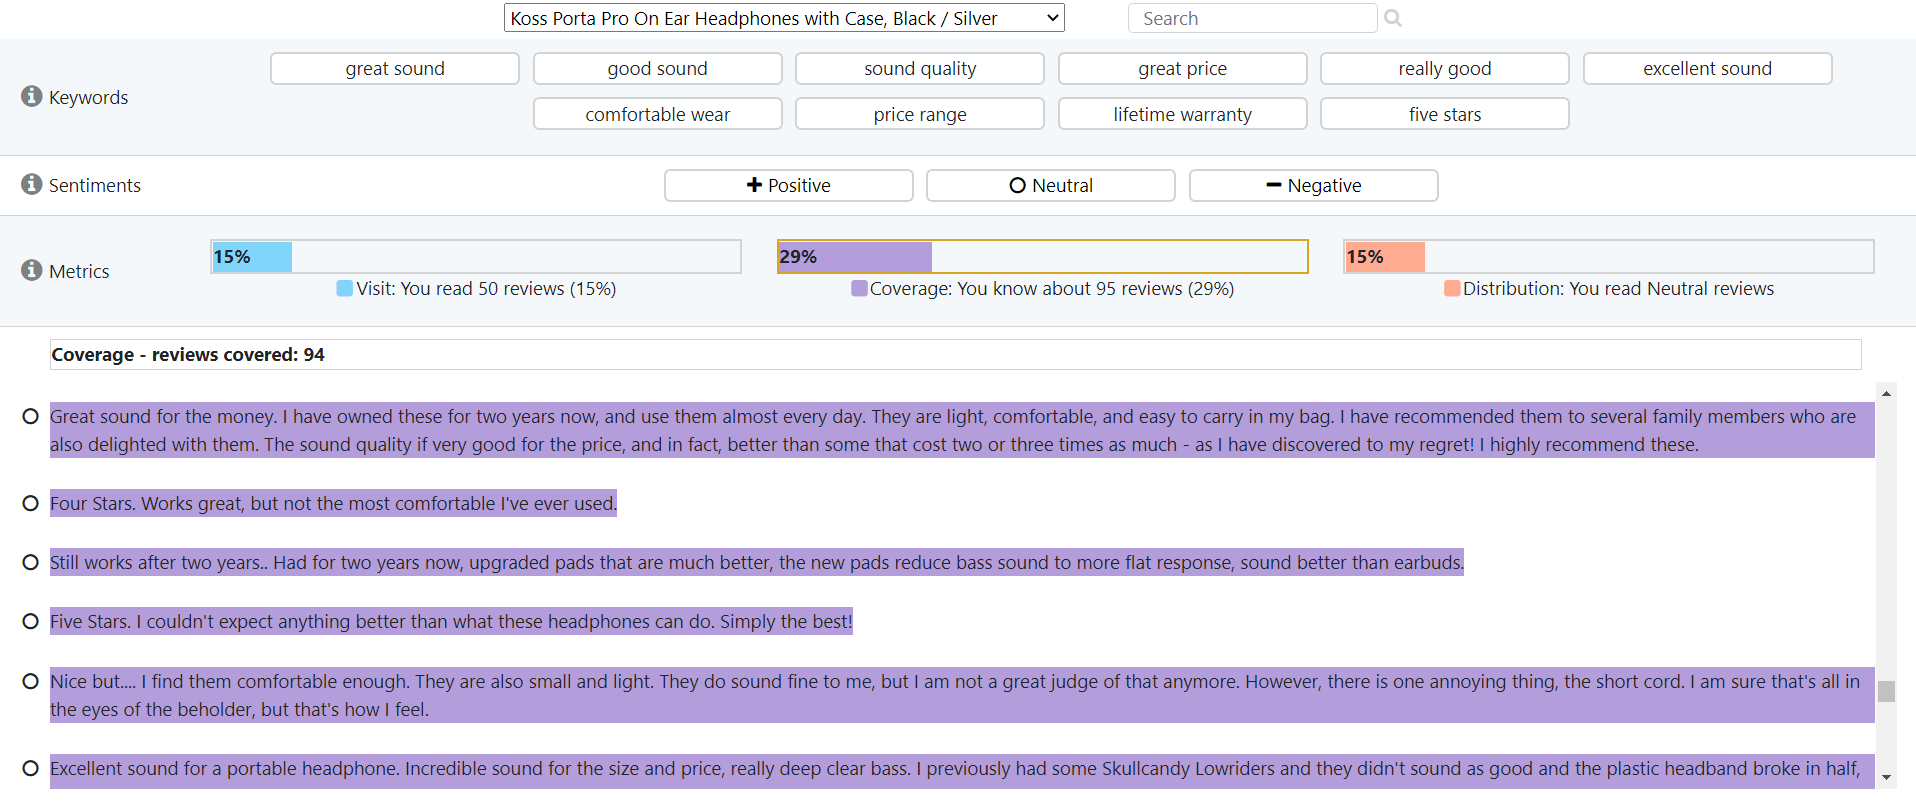 Koss Porta Pro On Ear Headphones with Case, Black / Silver
Search
Keywords
great sound
good sound
sound quality
great price
really good
excellent sound
comfortable wear
price range
lifetime warranty
five stars
Sentiments
Positive
Neutral
Negative
Metrics
15%
29%
15%
Visit: You read 50 reviews (15%)
Coverage: You know about 95 reviews (29%)
Distribution: You read Neutral reviews
Coverage - reviews covered: 94
Great sound for the money. I have owned these for two years now, and use them almost every day. They are light, comfortable, and easy to carry in my bag. I have recommended them to several family members who are
also delighted with them. The sound quality if very good for the price, and in fact, better than some that cost two or three times as much - as I have discovered to my regret! I highly recommend these.
Four Stars. Works great, but not the most comfortable I've ever used.
Still works after two years.. Had for two years now, upgraded pads that are much better, the new pads reduce bass sound to more flat response, sound better than earbuds.
Five Stars. I couldn't expect anything better than what these headphones can do. Simply the best!
Nice but.... I find them comfortable enough. They are also small and light. They do sound fine to me, but I am not a great judge of that anymore. However, there is one annoying thing, the short cord. I am sure that's all in
the eyes of the beholder, but that's how I feel.
Excellent sound for a portable headphone. Incredible sound for the size and price, really deep clear bass. I previously had some Skullcandy Lowriders and they didn't sound as good and the plastic headband broke in half,